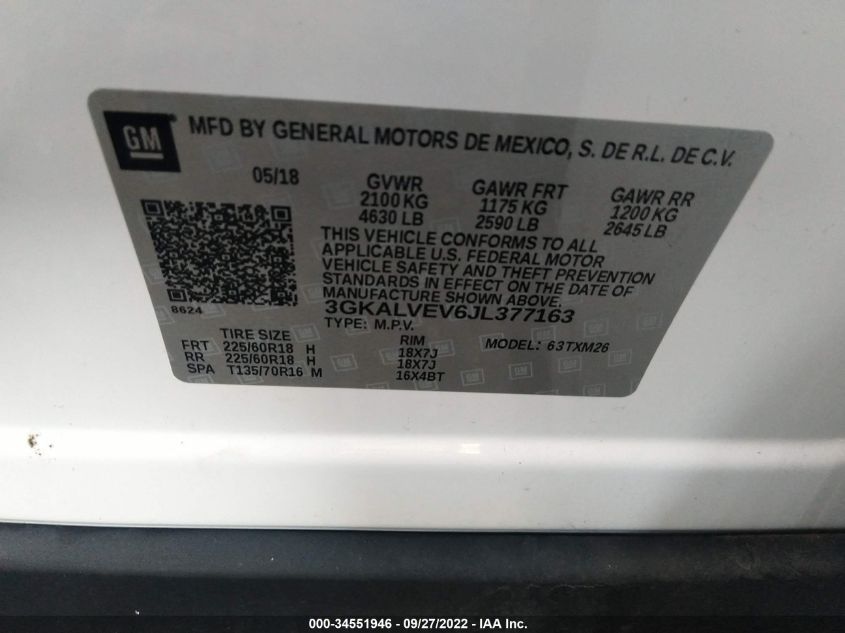 GM MFD BY GENERAL MOTORS DE MEXICO, S. DE R.L. DE C.V.
05/18 GVWR GAWR FRT GAWR RR
2100 KG 1175 KG 1200 KG
4630 LB 2590 LB 2645 LB
THIS VEHICLE CONFORMS TO ALL
APPLICABLE U.S. FEDERAL MOTOR
VEHICLE SAFETY AND THEFT PREVENTION
STANDARDS IN EFFECT ON THE DATE OF
MANUFACTURE SHOWN ABOVE.
8624 3GKALVEV6JL377163
TYPE: M.P.V.
TIRE SIZE RIM MODEL: 63TXM26
FRT 225/60R18 H 18X7J
RR 225/60R18 H 18X7J
SPA T135/70R16 M 16X4BT
000-34551946 - 09/27/2022 - IAA Inc.